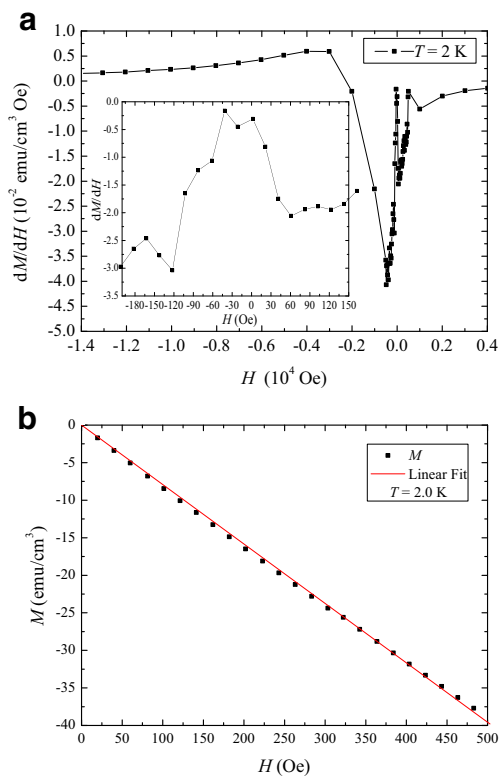 a
1.0
0.5
0.0
-0.5
-1.0
-1.5
-2.0
-2.5
-3.0
-3.5
-4.0
-4.5
-5.0
dM/dH (10⁻² emu/cm³ Oe)
T = 2 K
0.0
-0.5
-1.0
-1.5
-2.0
-2.5
-3.0
-3.5
dM/dH
-180 -150 -120 -90 -60 -30 0 30 60 90 120 150
H (Oe)
-1.4 -1.2 -1.0 -0.8 -0.6 -0.4 -0.2 0.0 0.2 0.4
H (10⁴ Oe)
b
0
-5
-10
-15
-20
-25
-30
-35
-40
M (emu/cm³)
M
Linear Fit
T = 2.0 K
0 50 100 150 200 250 300 350 400 450 500
H (Oe)